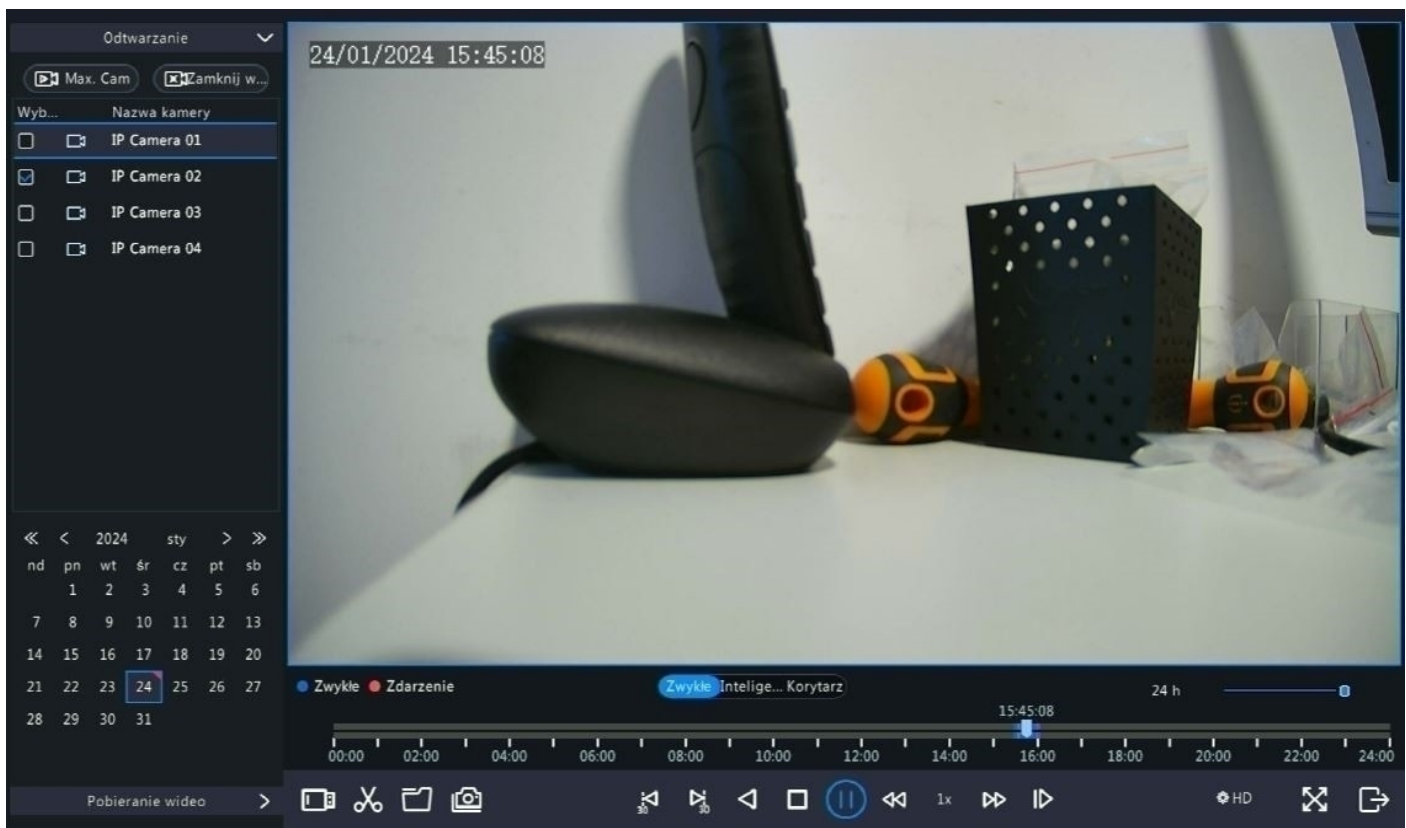 Odtwarzanie
Max. Cam Zamknij w...
Wyb... Nazwa kamery
IP Camera 01
IP Camera 02
IP Camera 03
IP Camera 04
2024 sty
nd pn wt śr cz pt sb
1 2 3 4 5 6
7 8 9 10 11 12 13
14 15 16 17 18 19 20
21 22 23 24 25 26 27
28 29 30 31
Pobieranie wideo
24/01/2024 15:45:08
Zwykłe Zdarzenie
Zwykłe Intelige... Korytarz
24 h
15:45:08
00:00 02:00 04:00 06:00 08:00 10:00 12:00 14:00 16:00 18:00 20:00 22:00 24:00
30 30 1x HD